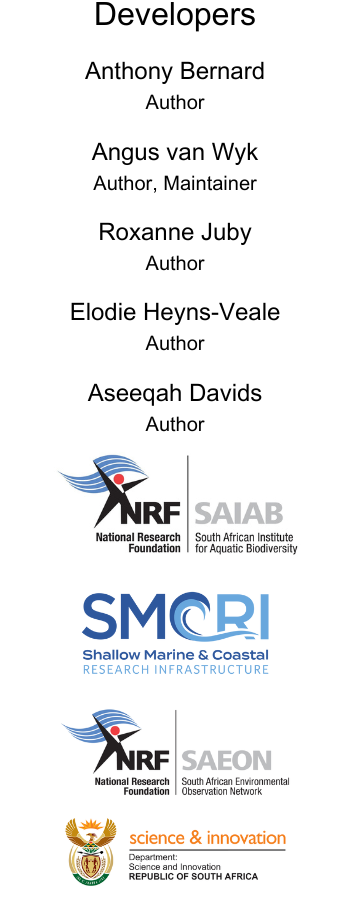 Developers
Anthony Bernard
Author
Angus van Wyk
Author, Maintainer
Roxanne Juby
Author
Elodie Heyns-Veale
Author
Aseeqah Davids
Author
NRF
National Research
Foundation
SAIAB
South African Institute
for Aquatic Biodiversity
SMCRI
Shallow Marine & Coastal
RESEARCH INFRASTRUCTURE
NRF
National Research
Foundation
SAEON
South African Environmental
Observation Network
science & innovation
Department:
Science and Innovation
REPUBLIC OF SOUTH AFRICA